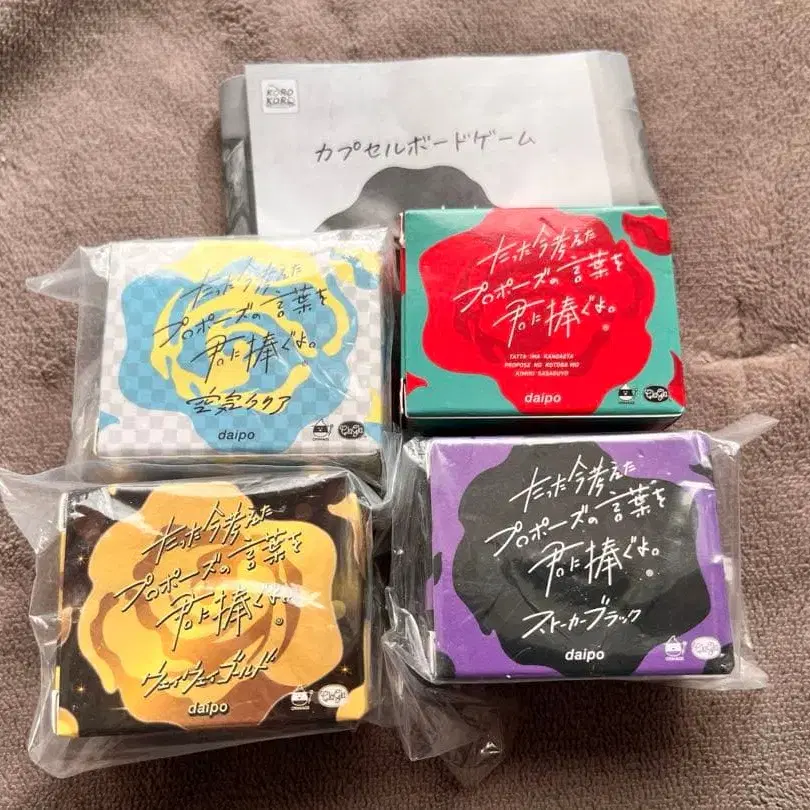 KORO
KORO
カプセルボードゲーム
たった今考えた
プロポーズの言葉を
君に捧ぐよ。
空気ククア
daipo
たった今考えた
プロポーズの言葉を
君に捧ぐよ。
TATTA IMA KANGAETA
PROPOSE NO KOTOBA WO
KIMINI SASAGUYO
daipo
ClaGla
たった今考えた
プロポーズの言葉を
君に捧ぐよ。
ウェイウェイゴールド
daipo
たった今考えた
プロポーズの言葉を
君に捧ぐよ。
ストーカーブラック
daipo
ClaGla